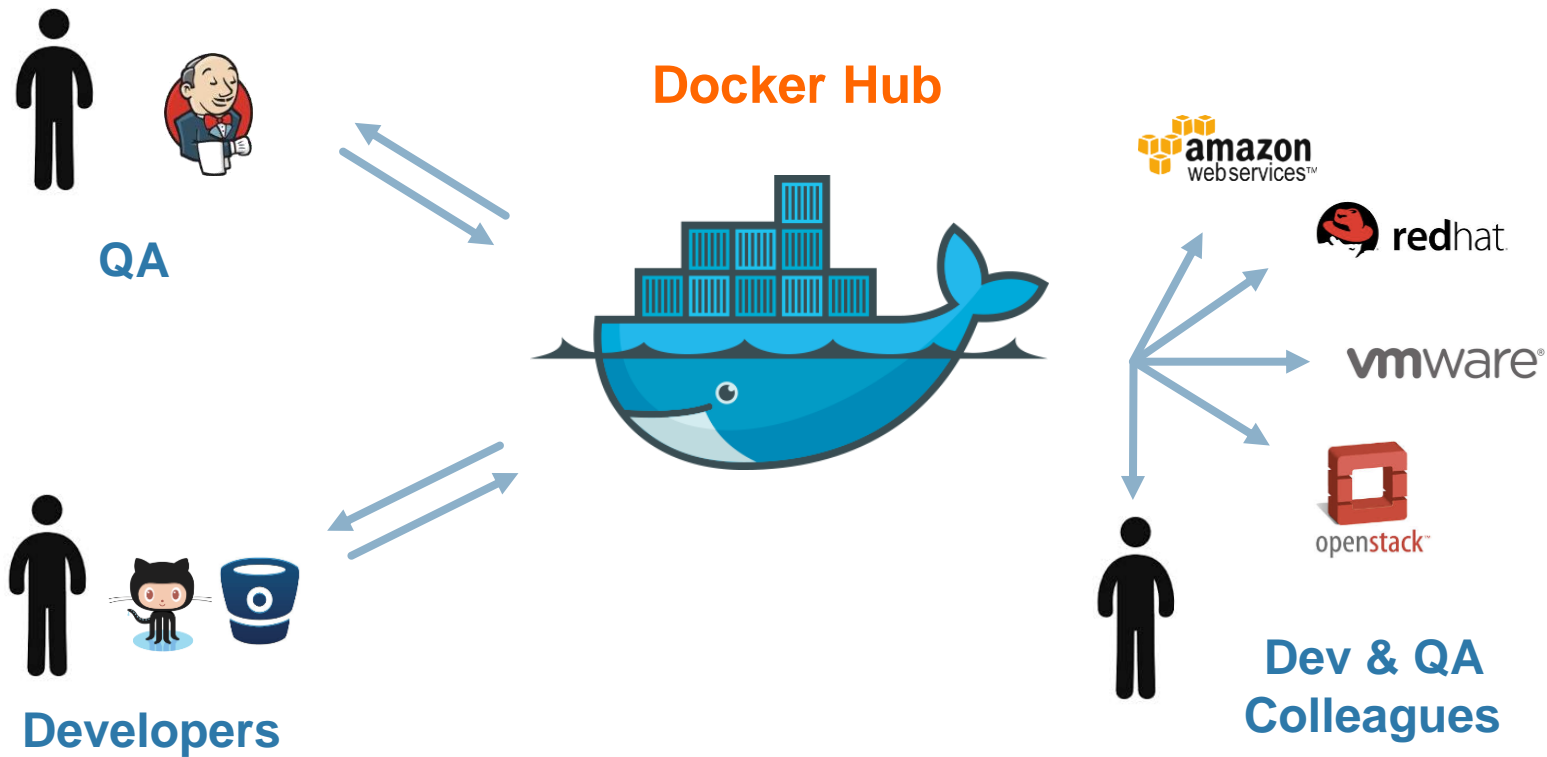 Docker Hub
QA
amazon
webservices™
redhat.
vmware®
openstack™
Developers
Dev & QA
Colleagues